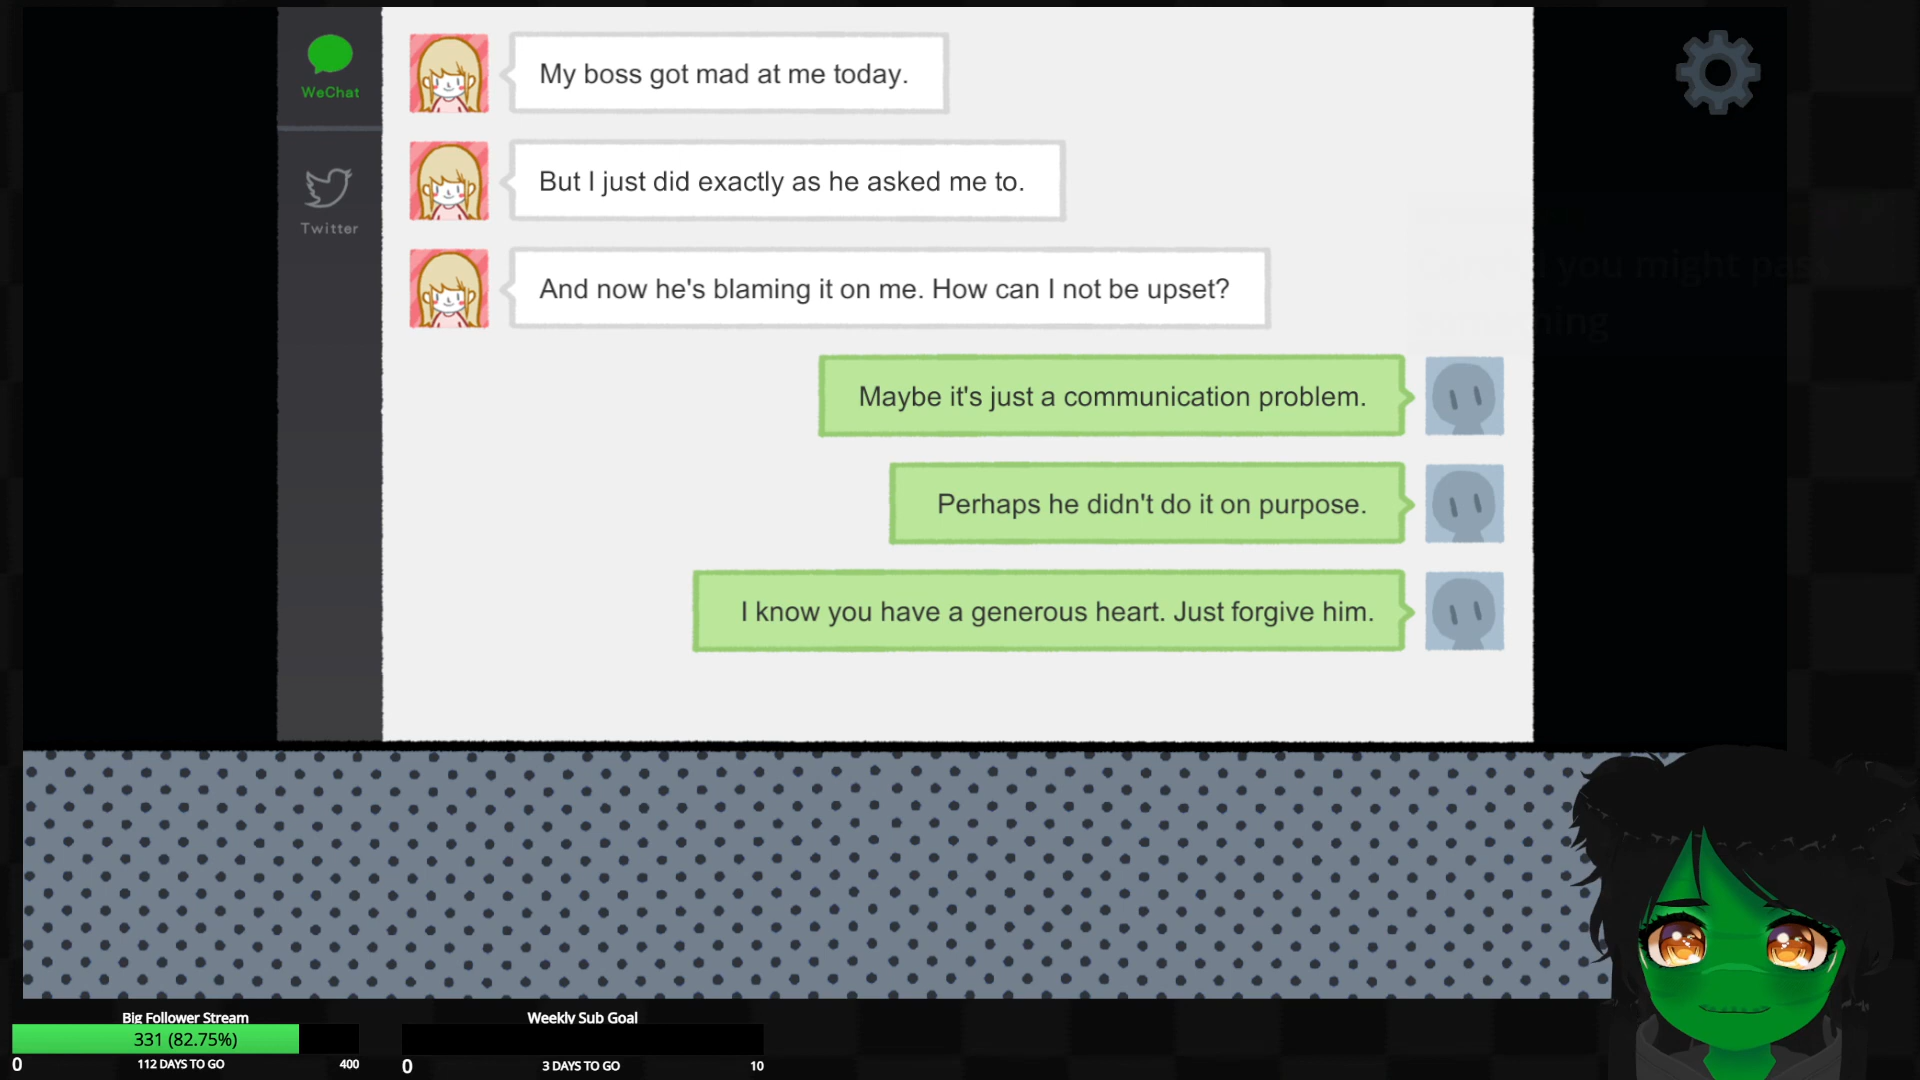 WeChat
Twitter
My boss got mad at me today.
But I just did exactly as he asked me to.
And now he's blaming it on me. How can I not be upset?
you might pass
Maybe it's just a communication problem.
Perhaps he didn't do it on purpose.
I know you have a generous heart. Just forgive him.
Big Follower Stream
331 (82.75%)
0 112 DAYS TO GO 400
Weekly Sub Goal
0 3 DAYS TO GO 10